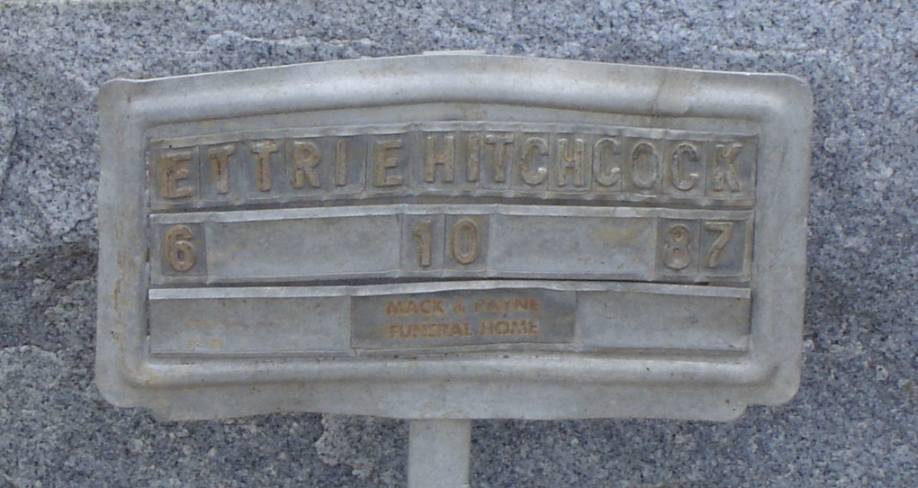 ETTRIE HITCHCOCK
6 10 87
MACK & PAYNE
FUNERAL HOME